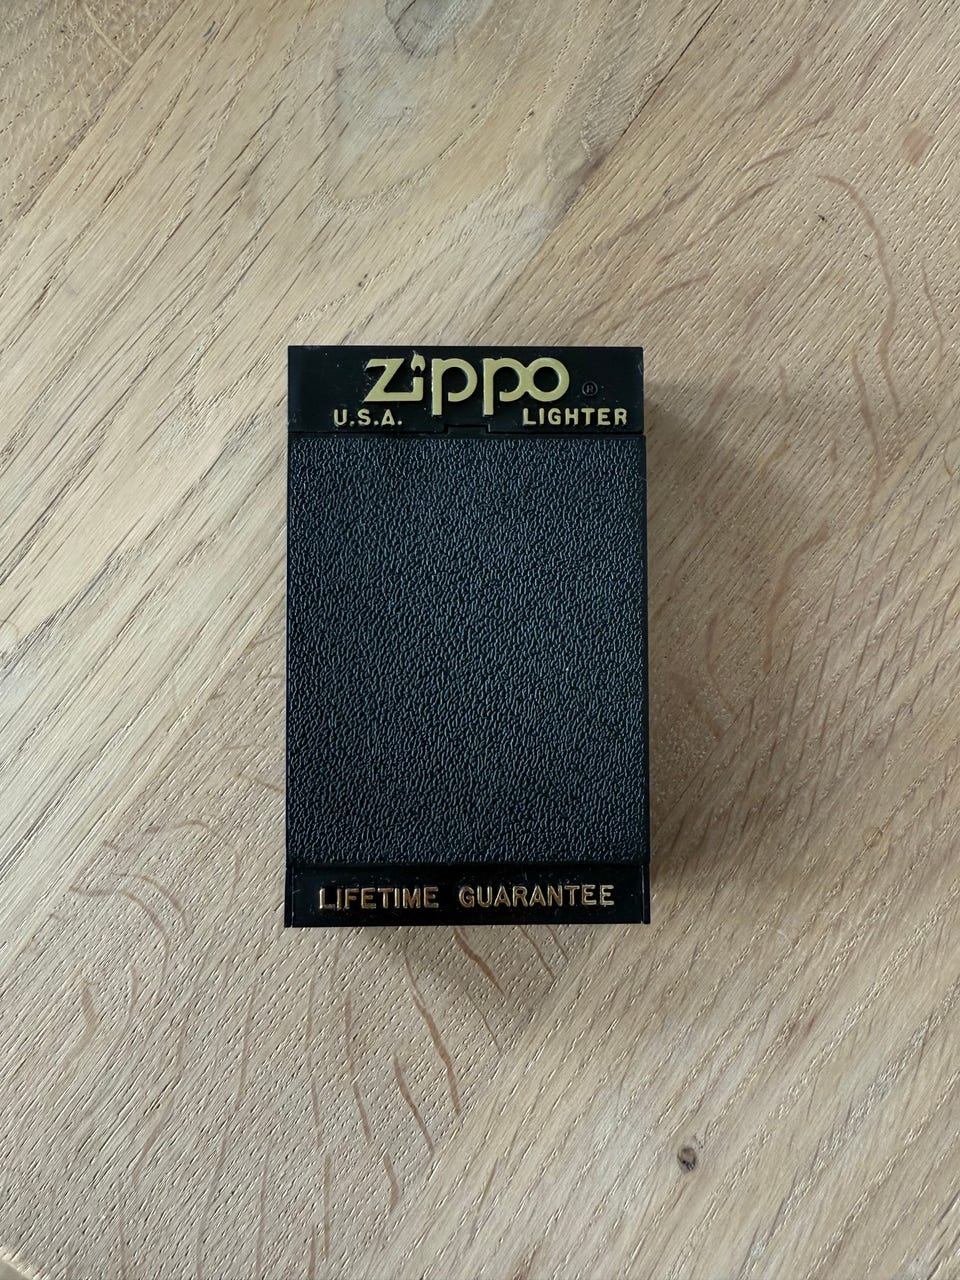 Zippo ®
U.S.A. LIGHTER
LIFETIME GUARANTEE